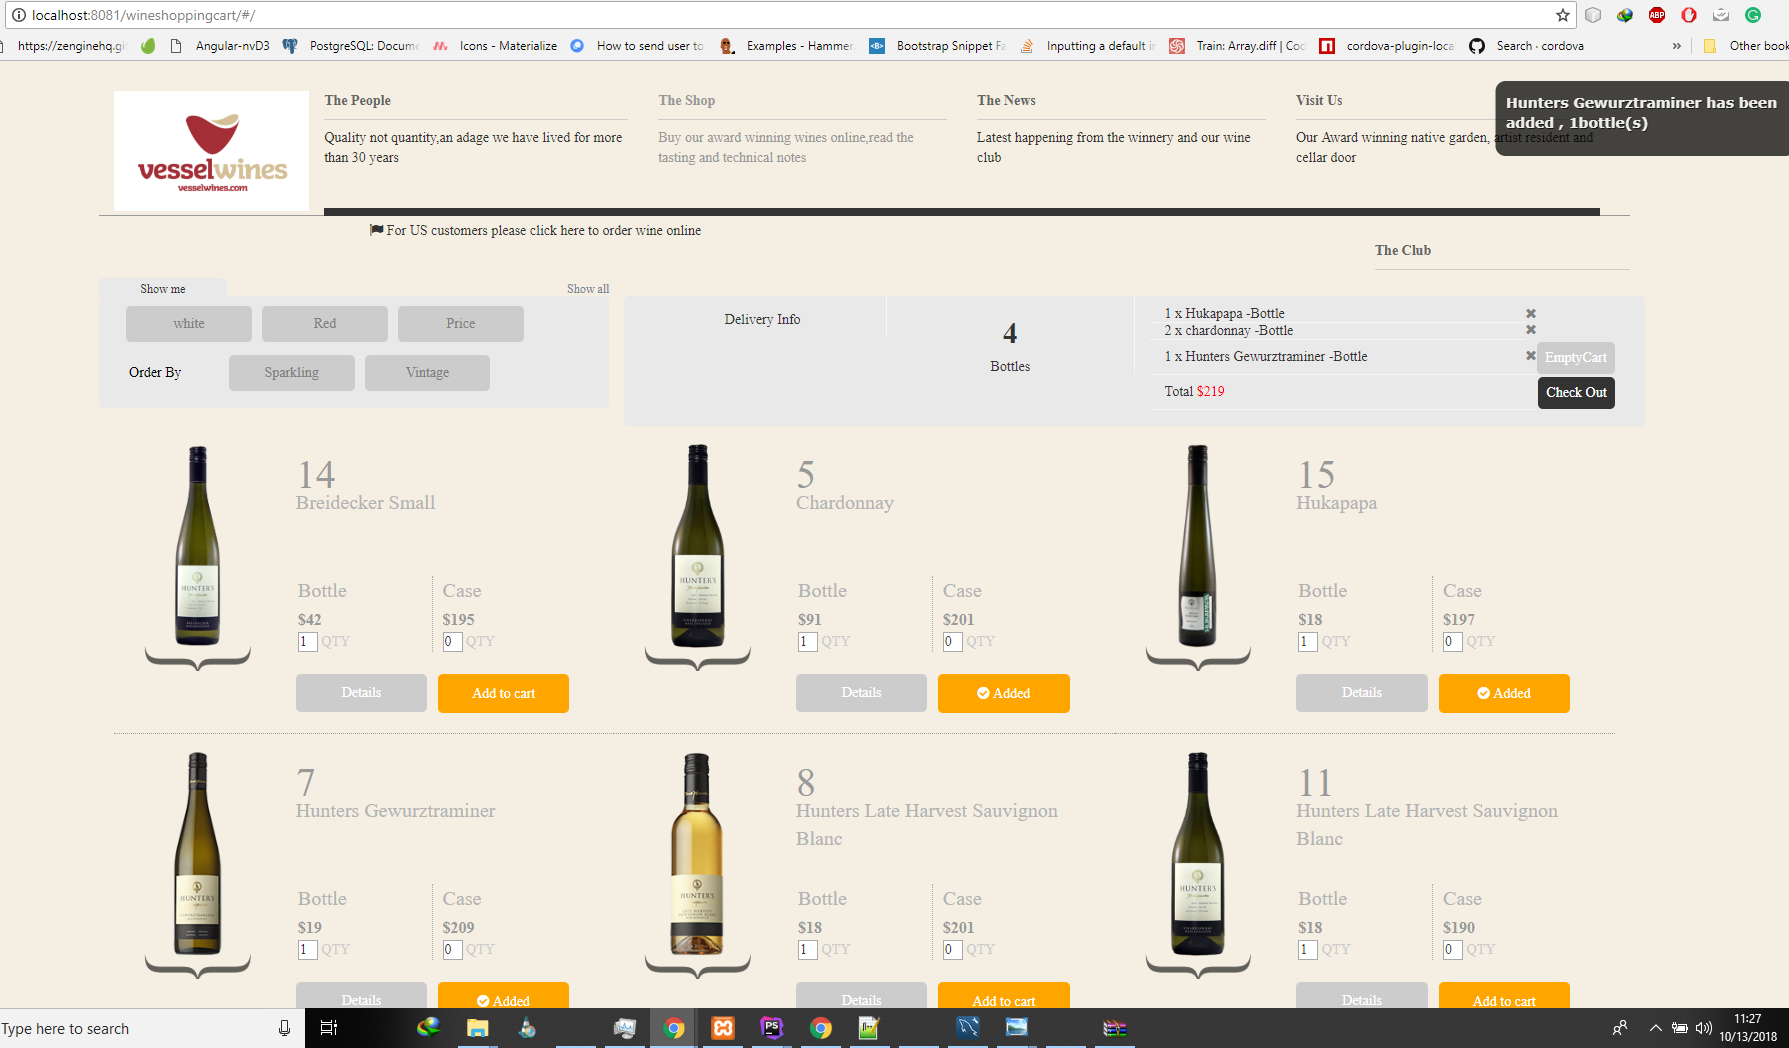 localhost:8081/wineshoppingcart/#/
ABP
https://zenginehq.gi
Angular-nvD3
PostgreSQL: Docume
Icons - Materialize
How to send user to
Examples - Hammer.
Bootstrap Snippet Fa
Inputting a default i
Train: Array.diff | Cod
cordova-plugin-loca
Search · cordova
»
Other book
vesselwines
vesselwines.com
The People
Quality not quantity,an adage we have lived for more
than 30 years
The Shop
Buy our award winning wines online,read the
tasting and technical notes
The News
Latest happening from the winnery and our wine
club
Visit Us
Our Award winning native garden, artist resident and
cellar door
Hunters Gewurztraminer has been
added , 1bottle(s)
For US customers please click here to order wine online
The Club
Show me
Show all
white
Red
Price
Order By
Sparkling
Vintage
Delivery Info
4
Bottles
1 x Hukapapa -Bottle
2 x chardonnay -Bottle
1 x Hunters Gewurztraminer -Bottle
EmptyCart
Total $219
Check Out
HUNTER'S
14
Breidecker Small
Bottle
Case
$42
$195
1 QTY
0 QTY
Details
Add to cart
HUNTER'S
5
Chardonnay
Bottle
Case
$91
$201
1 QTY
0 QTY
Details
Added
15
Hukapapa
Bottle
Case
$18
$197
1 QTY
0 QTY
Details
Added
HUNTER'S
7
Hunters Gewurztraminer
Bottle
Case
$19
$209
1 QTY
0 QTY
Details
Added
HUNTER'S
8
Hunters Late Harvest Sauvignon
Blanc
Bottle
Case
$18
$201
1 QTY
0 QTY
Details
Add to cart
HUNTER'S
11
Hunters Late Harvest Sauvignon
Blanc
Bottle
Case
$18
$190
1 QTY
0 QTY
Details
Add to cart
Type here to search
PS
11:27
10/13/2018